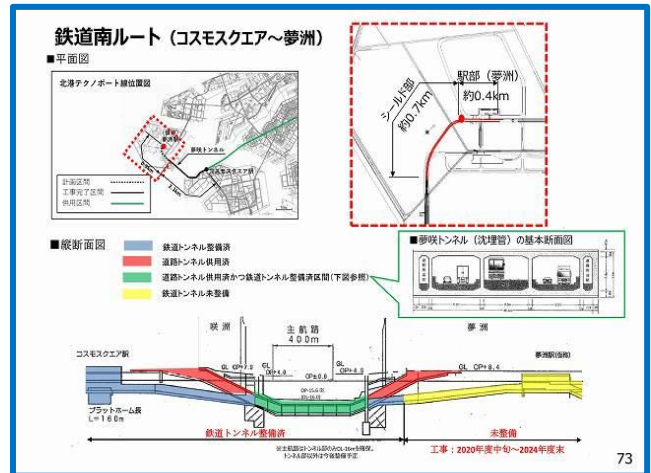 鉄道南ルート（コスモスクエア～夢洲）
■平面図
北港テクノポート線位置図
夢咲トンネル
コスモスクエア駅
計画区間
工事完了区間
供用区間
駅部（夢洲）
約0.4km
シールド部
約0.7km
■縦断面図
鉄道トンネル整備済
道路トンネル供用済
道路トンネル供用済かつ鉄道トンネル整備済区間（下図参照）
鉄道トンネル未整備
■夢咲トンネル（沈埋管）の基本断面図
咲洲
主航路
400m
夢洲
コスモスクエア駅
夢洲駅(仮称)
プラットホーム長
L=160m
鉄道トンネル整備済
未整備
工事：2020年度中旬～2024年度末
73